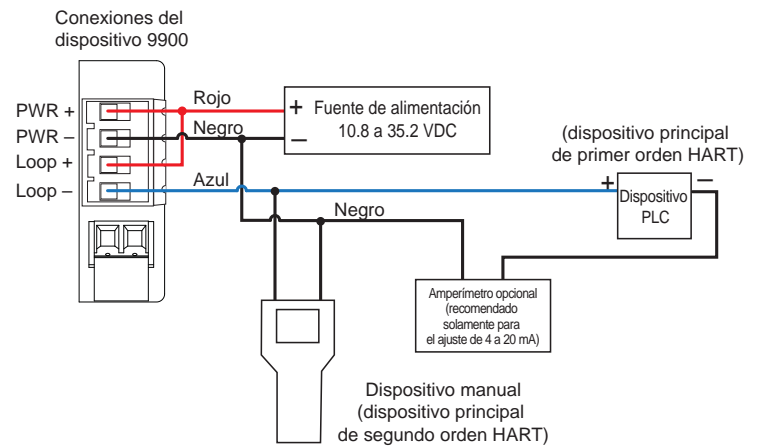 Conexiones del
dispositivo 9900
PWR +
PWR –
Loop +
Loop –
Rojo
Negro
Azul
Negro
+ Fuente de alimentación
– 10.8 a 35.2 VDC
(dispositivo principal
de primer orden HART)
+ –
Dispositivo
PLC
Amperímetro opcional
(recomendado
solamente para
el ajuste de 4 a 20 mA)
Dispositivo manual
(dispositivo principal
de segundo orden HART)